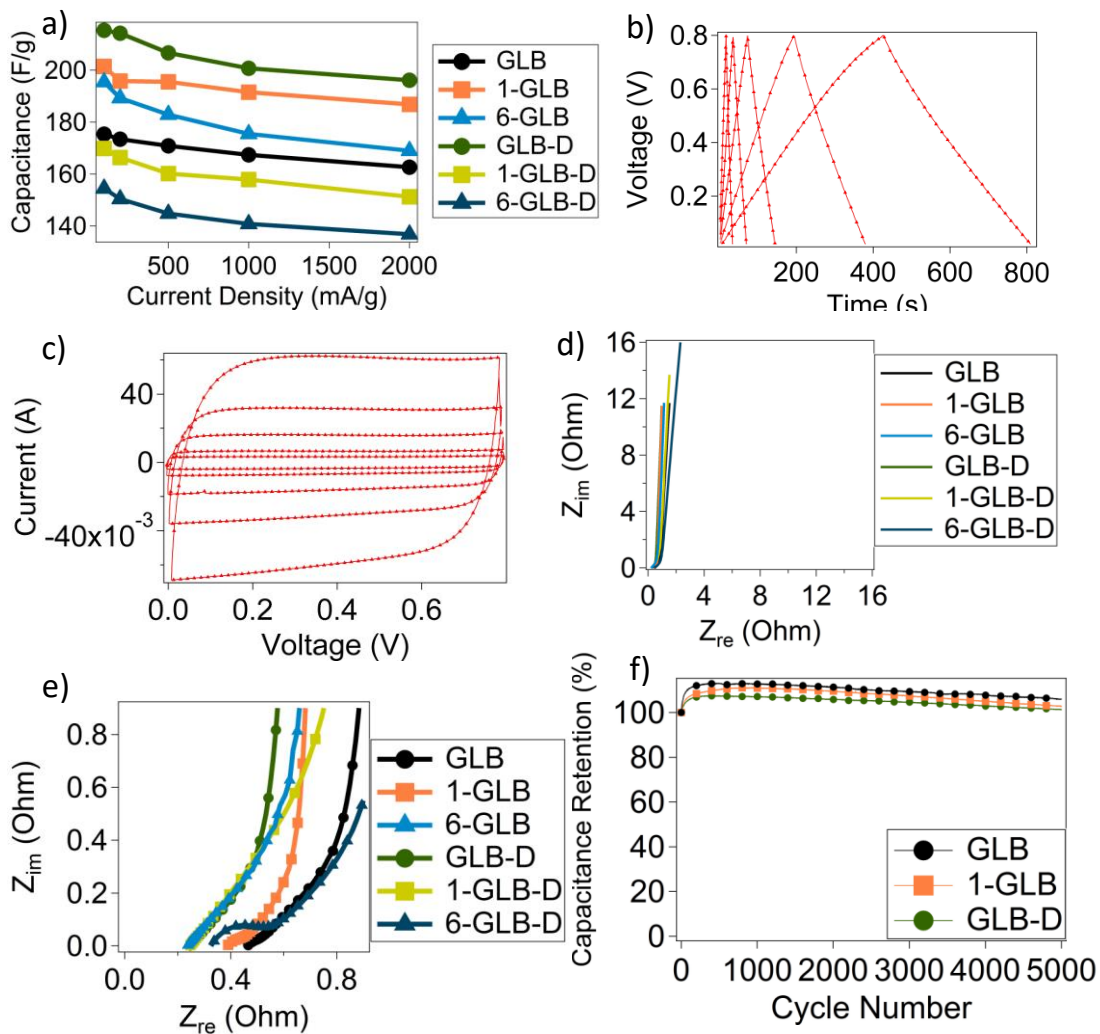 a)
Capacitance (F/g)
200
180
160
140
500
1000
1500
2000
Current Density (mA/g)
GLB
1-GLB
6-GLB
GLB-D
1-GLB-D
6-GLB-D
b)
Voltage (V)
0.8
0.6
0.4
0.2
200
400
600
800
Time (s)
c)
Current (A)
40
0
-40x10⁻³
0.0
0.2
0.4
0.6
Voltage (V)
d)
Z_im (Ohm)
16
12
8
4
0
0
4
8
12
16
Z_re (Ohm)
GLB
1-GLB
6-GLB
GLB-D
1-GLB-D
6-GLB-D
e)
Z_im (Ohm)
0.8
0.6
0.4
0.2
0.0
0.0
0.4
0.8
Z_re (Ohm)
GLB
1-GLB
6-GLB
GLB-D
1-GLB-D
6-GLB-D
f)
Capacitance Retention (%)
100
80
60
40
20
0
0
1000
2000
3000
4000
5000
Cycle Number
GLB
1-GLB
GLB-D